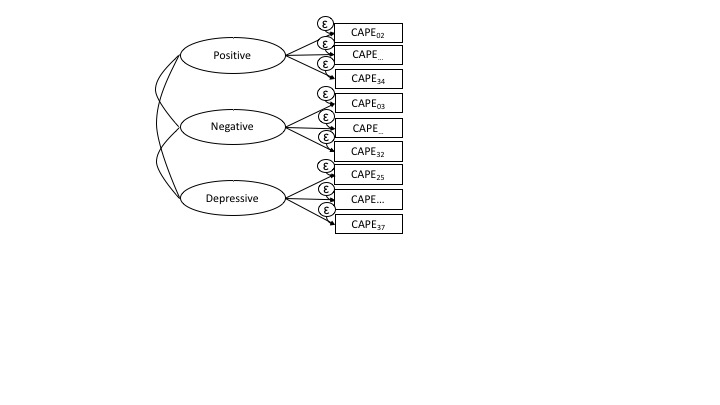 ε
CAPE02
Positive
ε
CAPE...
ε
CAPE34
ε
CAPE03
ε
Negative
CAPE...
ε
CAPE32
ε
CAPE25
ε
Depressive
CAPE...
ε
CAPE37